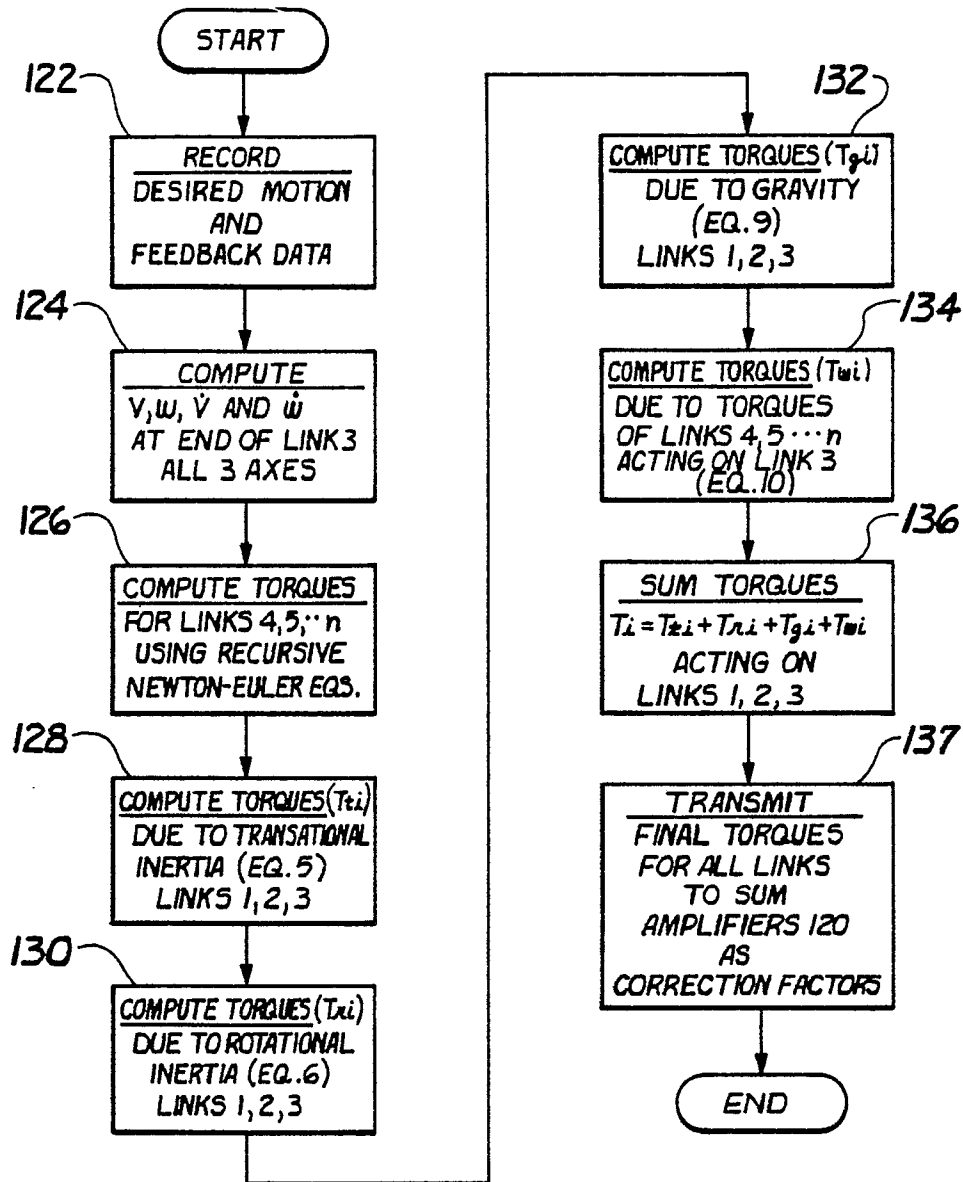 START
122
RECORD
DESIRED MOTION
AND
FEEDBACK DATA
124
COMPUTE
V, ω, V̇ AND ω̇
AT END OF LINK 3
ALL 3 AXES
126
COMPUTE TORQUES
FOR LINKS 4, 5, ·· n
USING RECURSIVE
NEWTON-EULER EQS.
128
COMPUTE TORQUES (Tti)
DUE TO TRANSATIONAL
INERTIA (EQ. 5)
LINKS 1, 2, 3
130
COMPUTE TORQUES (Tri)
DUE TO ROTATIONAL
INERTIA (EQ. 6)
LINKS 1, 2, 3
132
COMPUTE TORQUES (Tgi)
DUE TO GRAVITY
(EQ. 9)
LINKS 1, 2, 3
134
COMPUTE TORQUES (Twi)
DUE TO TORQUES
OF LINKS 4, 5 ··· n
ACTING ON LINK 3
(EQ. 10)
136
SUM TORQUES
Ti = Tti + Tri + Tgi + Twi
ACTING ON
LINKS 1, 2, 3
137
TRANSMIT
FINAL TORQUES
FOR ALL LINKS
TO SUM
AMPLIFIERS 120
AS
CORRECTION FACTORS
END